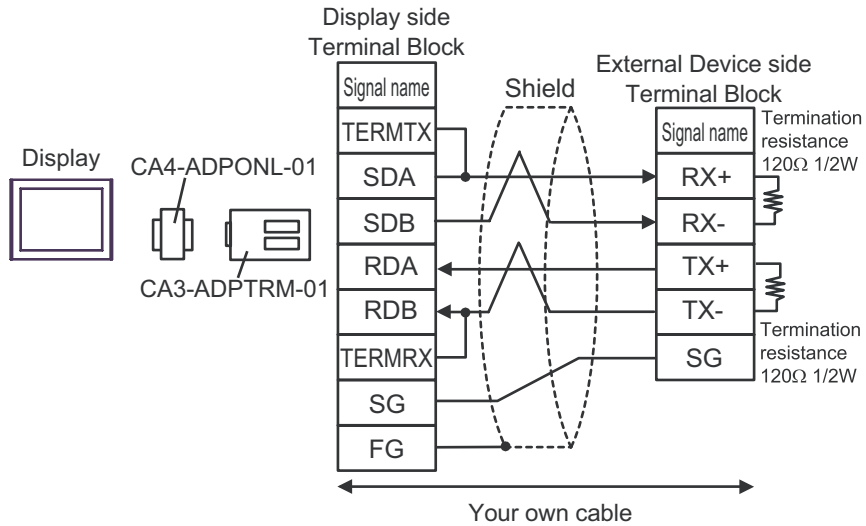 Display side
Terminal Block
Signal name
TERMTX
SDA
SDB
RDA
RDB
TERMRX
SG
FG
Shield
External Device side
Terminal Block
Signal name
RX+
RX-
TX+
TX-
SG
Termination
resistance
120Ω 1/2W
Termination
resistance
120Ω 1/2W
Display
CA4-ADPONL-01
CA3-ADPTRM-01
Your own cable